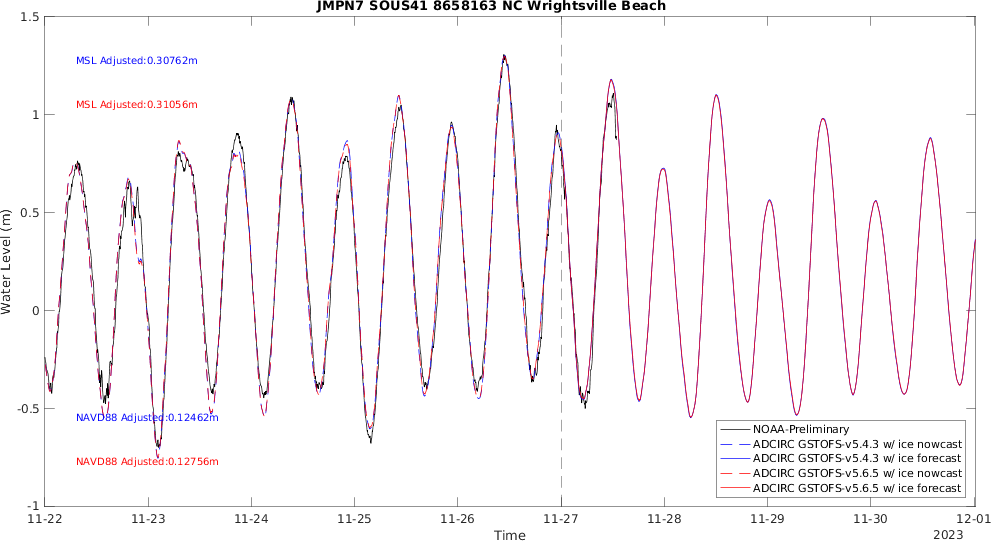 JMPN7 SOUS41 8658163 NC Wrightsville Beach
1.5
MSL Adjusted:0.30762m
MSL Adjusted:0.31056m
1
0.5
Water Level (m)
0
-0.5
NAVD88 Adjusted:0.12462m
NAVD88 Adjusted:0.12756m
NOAA-Preliminary
ADCIRC GSTOFS-v5.4.3 w/ ice nowcast
ADCIRC GSTOFS-v5.4.3 w/ ice forecast
ADCIRC GSTOFS-v5.6.5 w/ ice nowcast
ADCIRC GSTOFS-v5.6.5 w/ ice forecast
-1
11-22 11-23 11-24 11-25 11-26 11-27 11-28 11-29 11-30 12-01
Time
2023